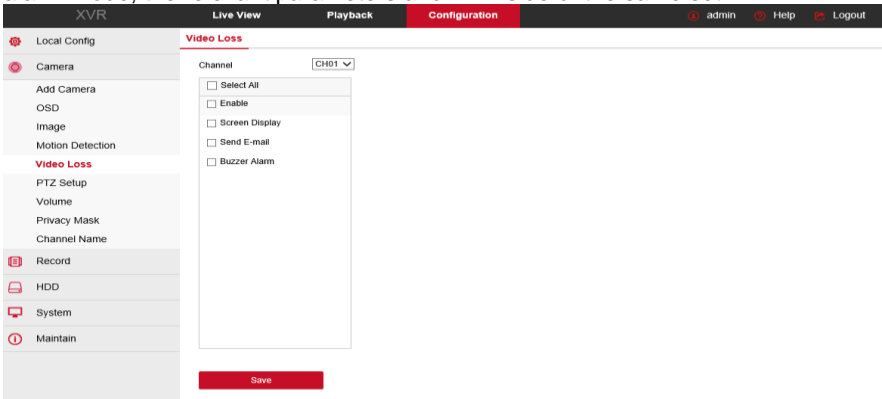 XVR Live View Playback Configuration admin Help Logout
Local Config
Camera
Add Camera
OSD
Image
Motion Detection
Video Loss
PTZ Setup
Volume
Privacy Mask
Channel Name
Record
HDD
System
Maintain
Video Loss
Channel CH01
Select All
Enable
Screen Display
Send E-mail
Buzzer Alarm
Save